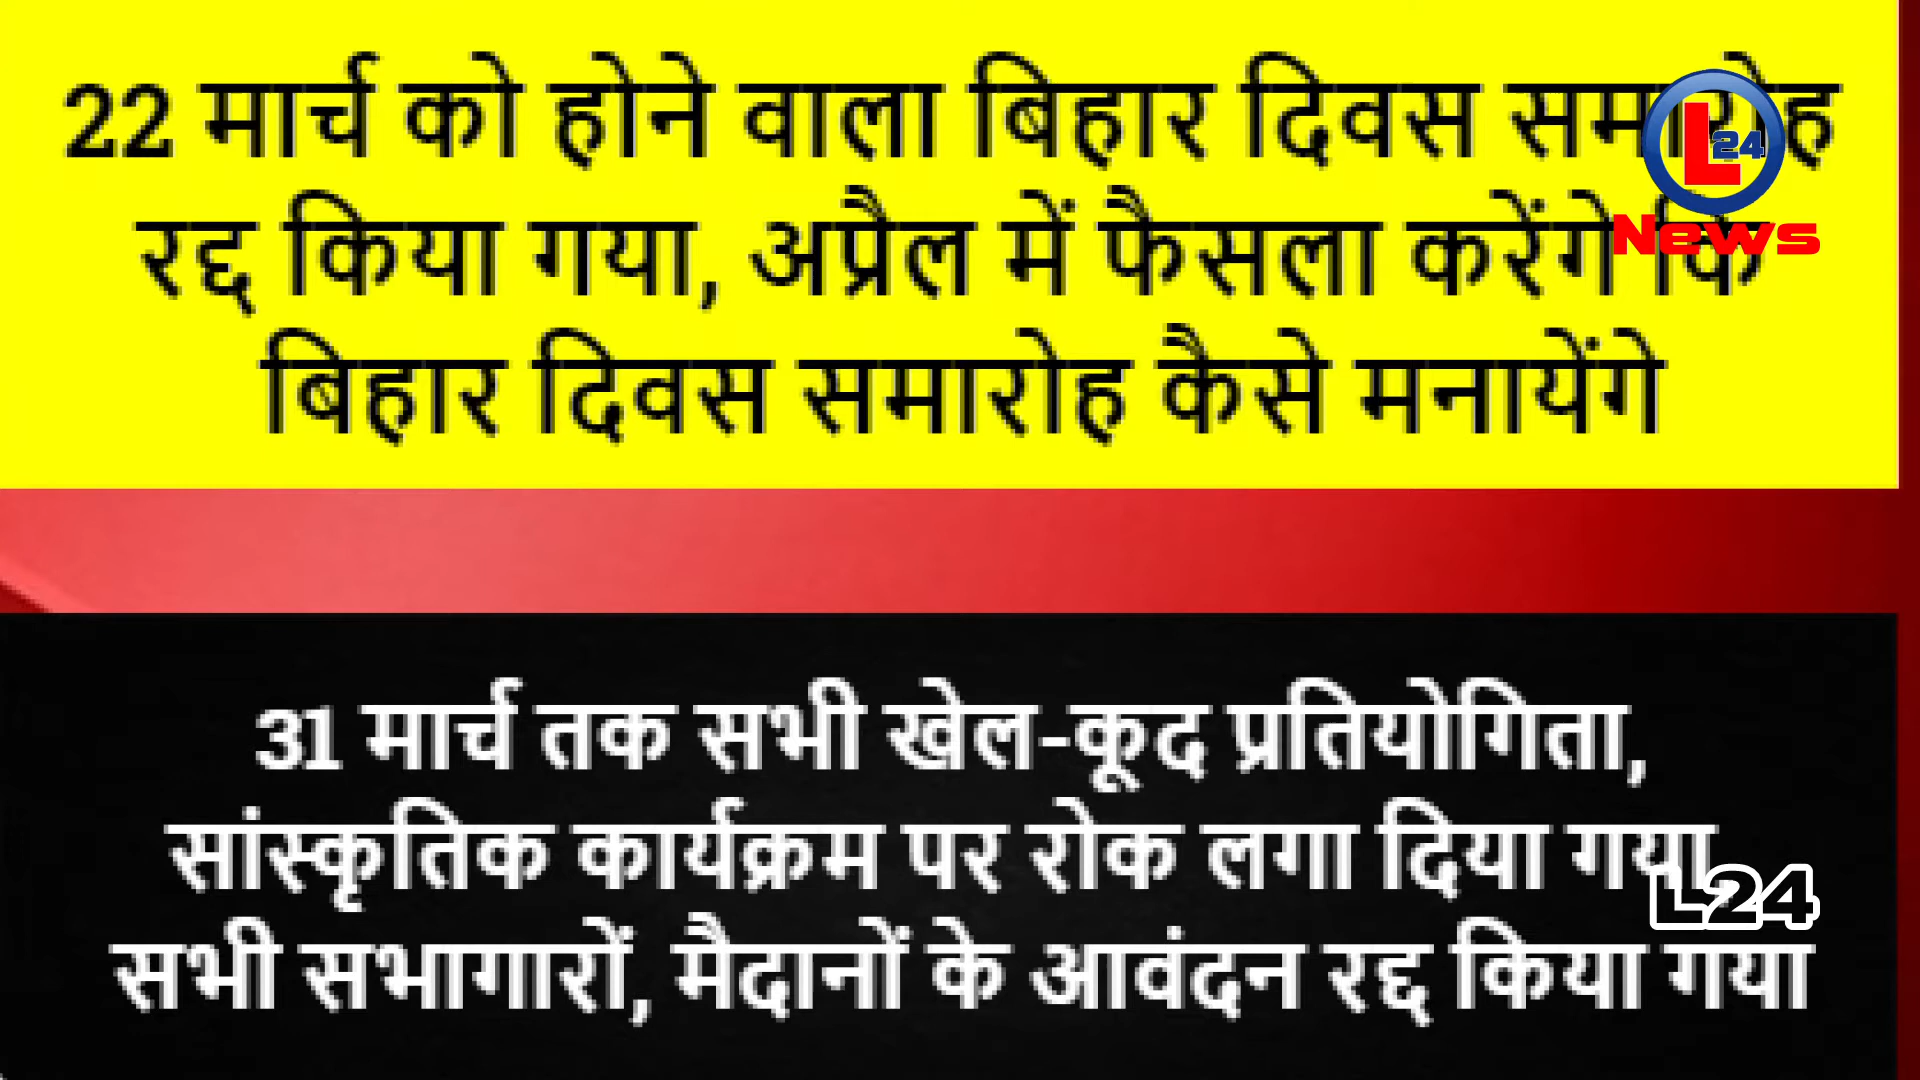 22 मार्च को होने वाला बिहार दिवस समारोह
रद्द किया गया, अप्रैल में फैसला करेंगे कि
बिहार दिवस समारोह कैसे मनायेंगे
L24
News
31 मार्च तक सभी खेल-कूद प्रतियोगिता,
सांस्कृतिक कार्यक्रम पर रोक लगा दिया गया,
सभी सभागारों, मैदानों के आवंदन रद्द किया गया
L24